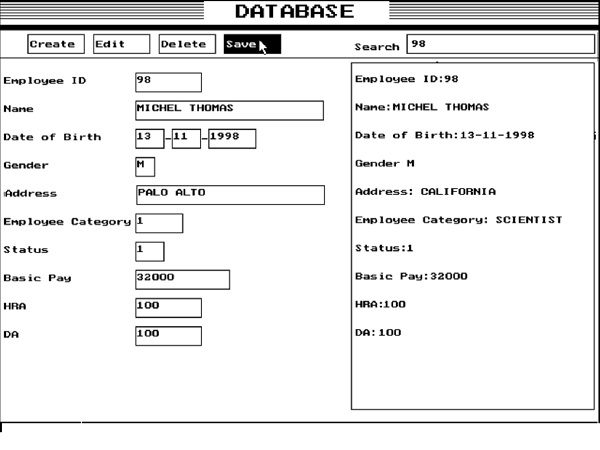 DATABASE
Create Edit Delete Save Search 98
Employee ID 98
Name MICHEL THOMAS
Date of Birth 13 - 11 - 1998
Gender M
Address PALO ALTO
Employee Category 1
Status 1
Basic Pay 32000
HRA 100
DA 100
Employee ID:98
Name:MICHEL THOMAS
Date of Birth:13-11-1998
Gender M
Address: CALIFORNIA
Employee Category: SCIENTIST
Status:1
Basic Pay:32000
HRA:100
DA:100